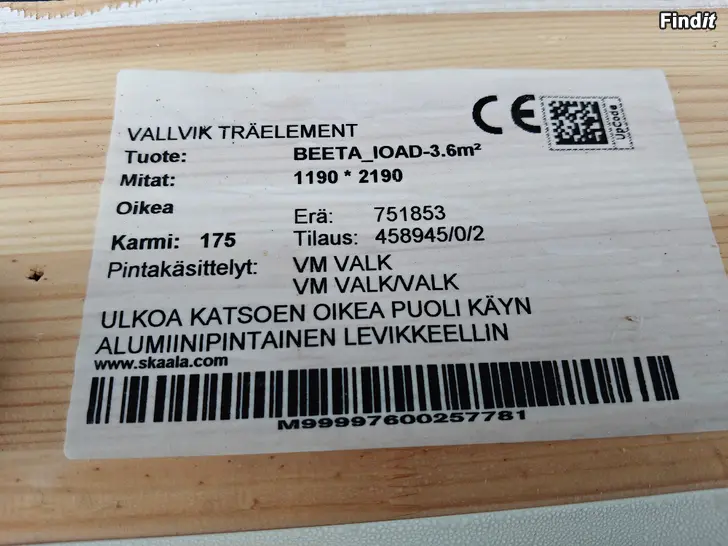 Findit
CE
UpCode
VALLVIK TRÄELEMENT
Tuote: BEETA_IOAD-3.6m²
Mitat: 1190 * 2190
Oikea Erä: 751853
Karmi: 175 Tilaus: 458945/0/2
Pintakäsittelyt: VM VALK
VM VALK/VALK
ULKOA KATSOEN OIKEA PUOLI KÄYN
ALUMIINIPINTAINEN LEVIKKEELLIN
www.skaala.com
M99997600257781